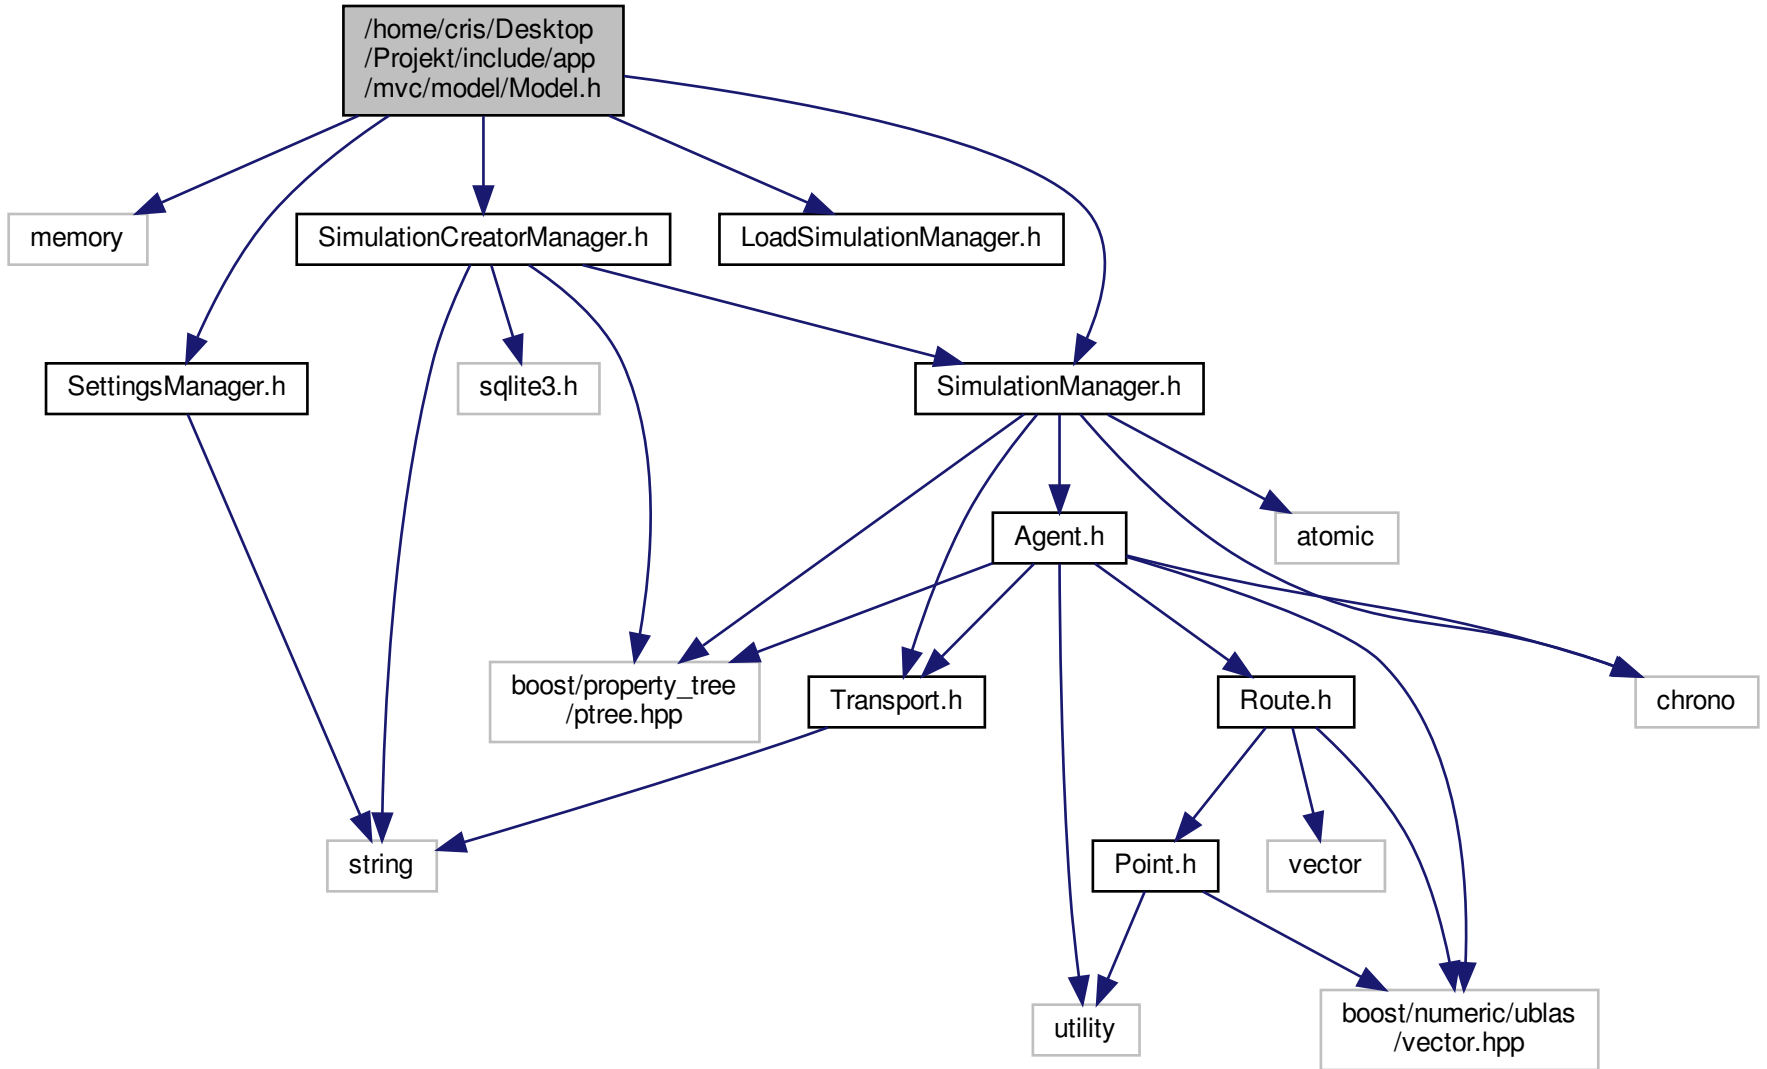 /home/cris/Desktop
/Projekt/include/app
/mvc/model/Model.h
memory
SimulationCreatorManager.h
LoadSimulationManager.h
SettingsManager.h
sqlite3.h
SimulationManager.h
Agent.h
atomic
boost/property_tree
/ptree.hpp
Transport.h
Route.h
chrono
string
Point.h
vector
utility
boost/numeric/ublas
/vector.hpp